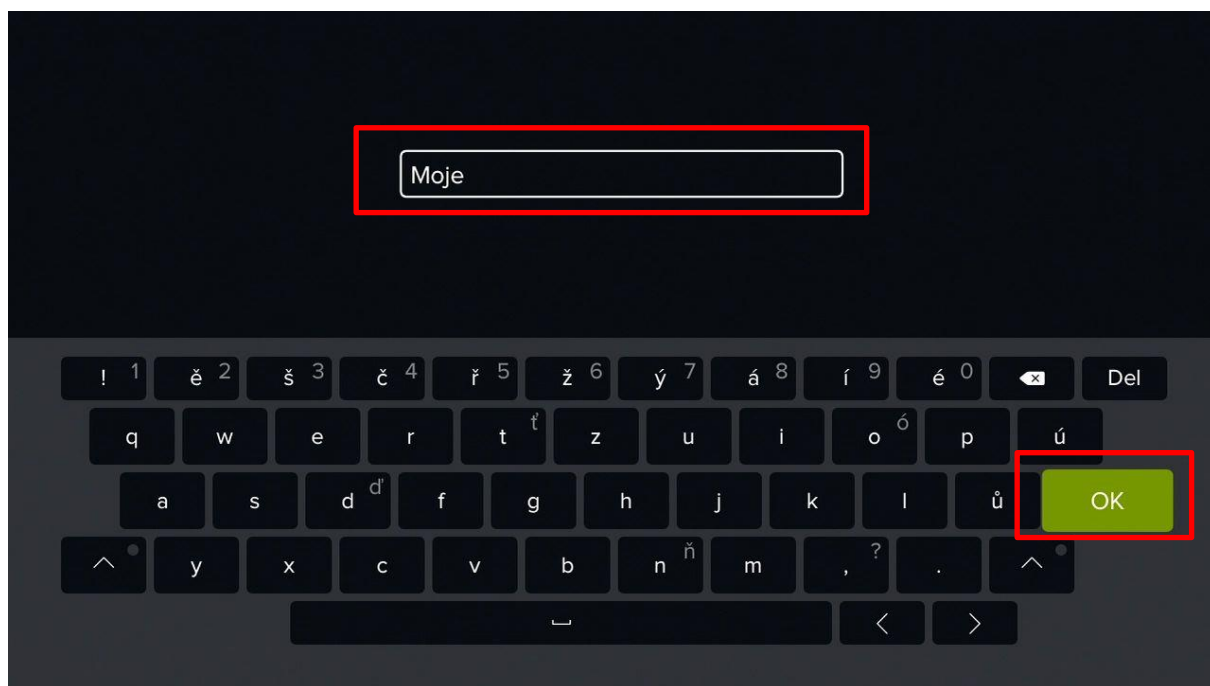 Moje
! 1 ě 2 š 3 č 4 ř 5 ž 6 ý 7 á 8 í 9 é 0 Del
q w e r t ť z u i o ó p ú
a s d ď f g h j k l ů OK
y x c v b n ň m , ? .